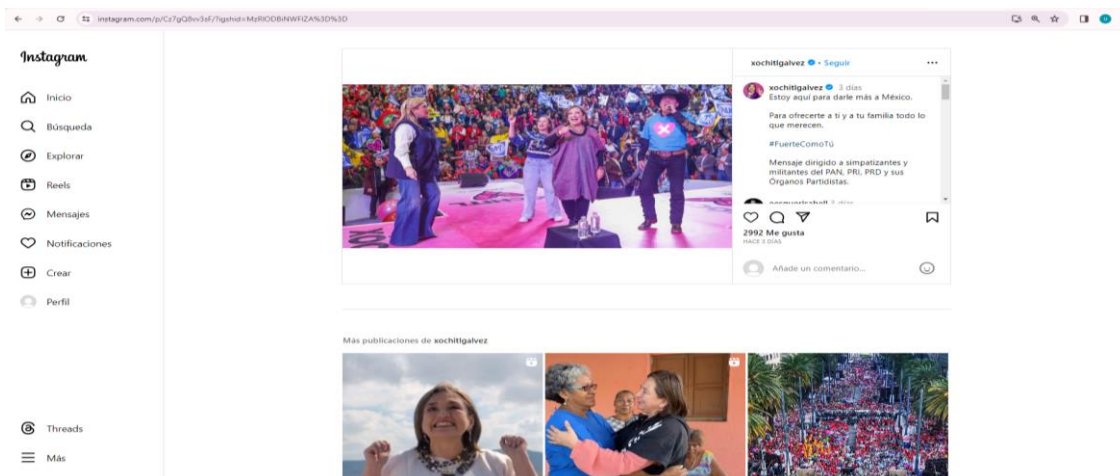 instagram.com/p/Cz7gQ8vv3sF/?igshid=MzRlODBiNWFlZA%3D%3D
Instagram
Inicio
Búsqueda
Explorar
Reels
Mensajes
Notificaciones
Crear
Perfil
Threads
Más
xochitlgalvez • Seguir
xochitlgalvez 3 días
Estoy aquí para darle más a México.
Para ofrecerte a ti y a tu familia todo lo
que merecen.
#FuerteComoTú
Mensaje dirigido a simpatizantes y
militantes del PAN, PRI, PRD y sus
Órganos Partidistas.
2992 Me gusta
HACE 3 DÍAS
Añade un comentario...
Más publicaciones de xochitlgalvez